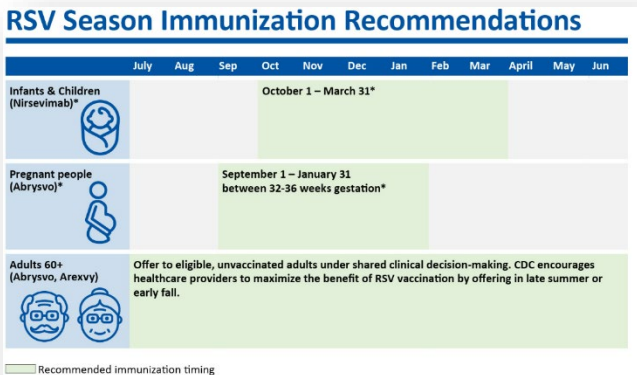 RSV Season Immunization Recommendations
July Aug Sep Oct Nov Dec Jan Feb Mar April May Jun
Infants & Children
(Nirsevimab)*
October 1 – March 31*
Pregnant people
(Abrysvo)*
September 1 – January 31
between 32-36 weeks gestation*
Adults 60+
(Abrysvo, Arexvy)
Offer to eligible, unvaccinated adults under shared clinical decision-making. CDC encourages
healthcare providers to maximize the benefit of RSV vaccination by offering in late summer or
early fall.
Recommended immunization timing